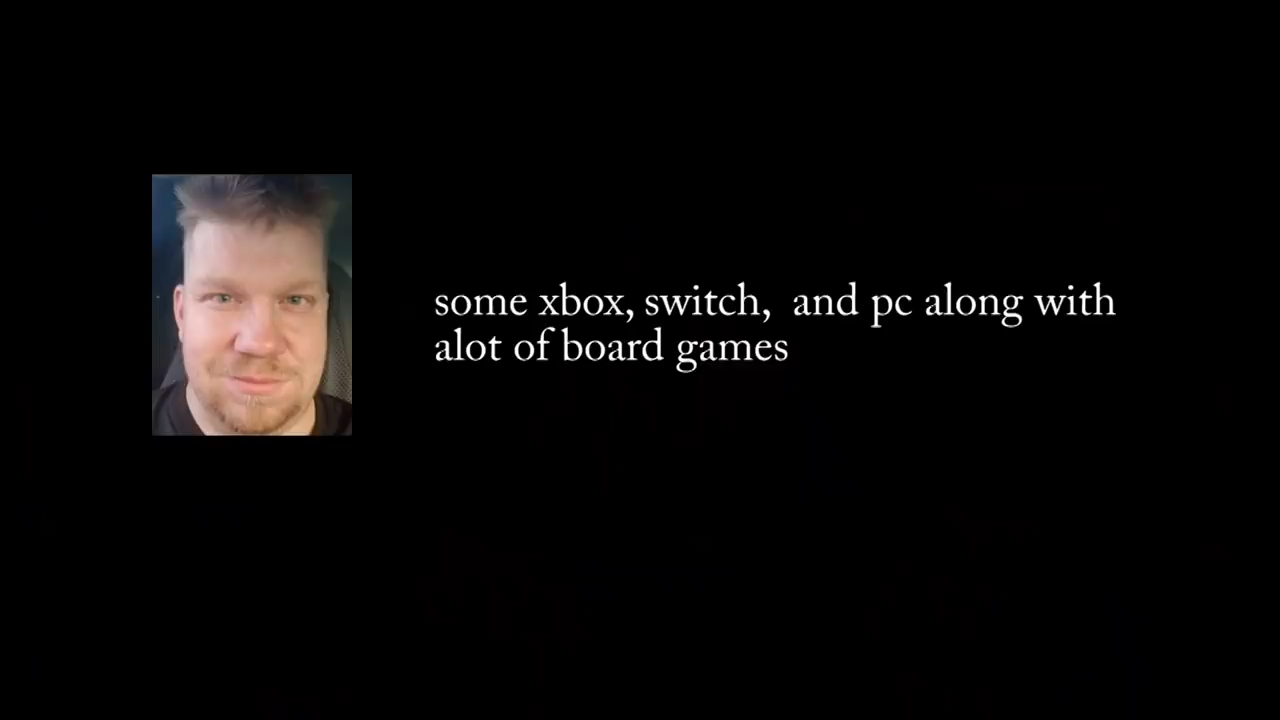 some xbox, switch,  and pc along with
alot of board games